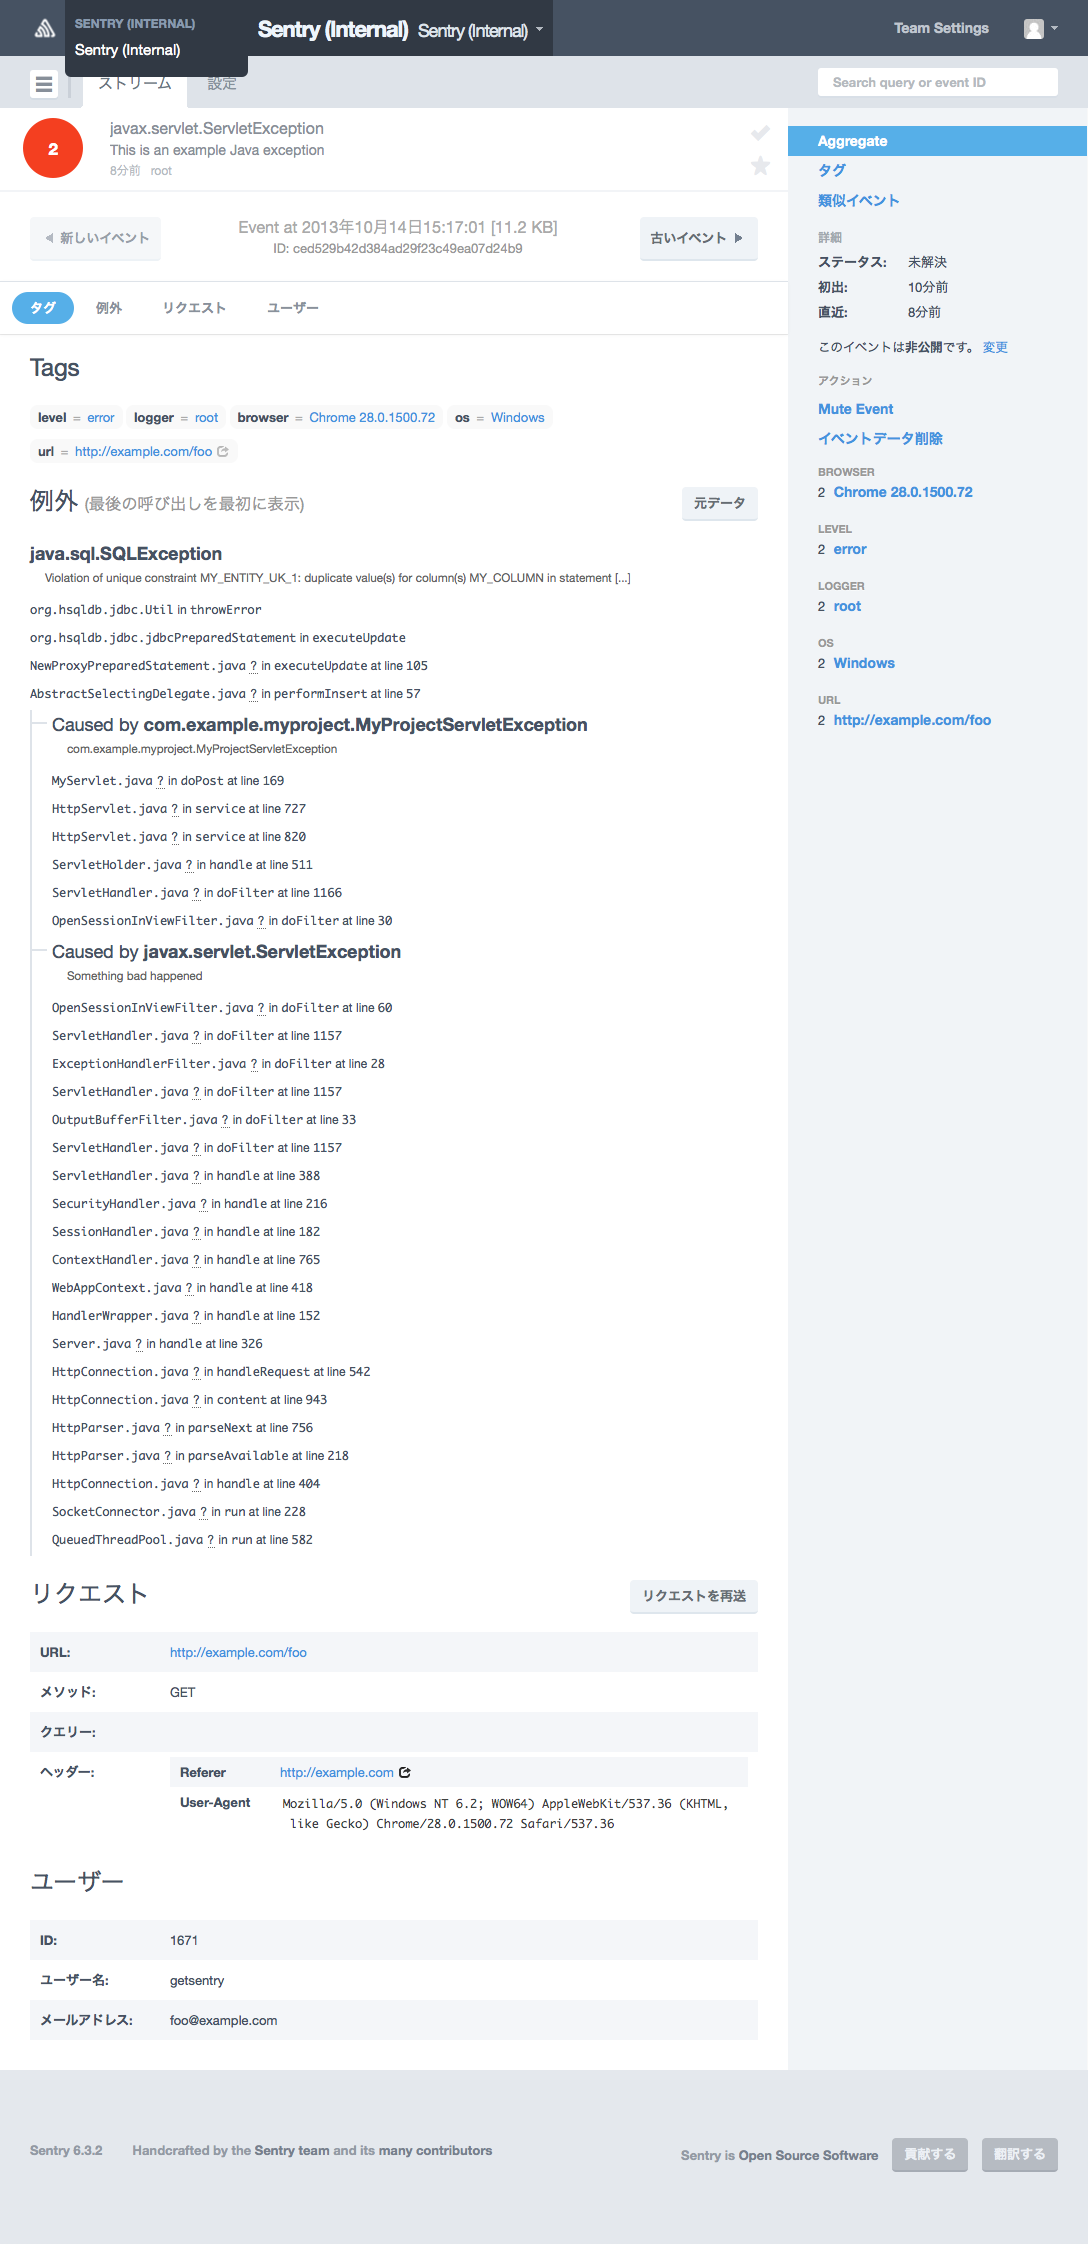 SENTRY (INTERNAL)
Sentry (Internal)
Sentry (Internal) Sentry (Internal)
Team Settings
ストリーム
設定
Search query or event ID
2
javax.servlet.ServletException
This is an example Java exception
8分前 root
新しいイベント
Event at 2013年10月14日15:17:01 [11.2 KB]
ID: ced529b42d384ad29f23c49ea07d24b9
古いイベント
タグ 例外 リクエスト ユーザー
Tags
level = error logger = root browser = Chrome 28.0.1500.72 os = Windows
url = http://example.com/foo
例外 (最後の呼び出しを最初に表示)
元データ
java.sql.SQLException
Violation of unique constraint MY_ENTITY_UK_1: duplicate value(s) for column(s) MY_COLUMN in statement [...]
org.hsqldb.jdbc.Util in throwError
org.hsqldb.jdbc.jdbcPreparedStatement in executeUpdate
NewProxyPreparedStatement.java ? in executeUpdate at line 105
AbstractSelectingDelegate.java ? in performInsert at line 57
Caused by com.example.myproject.MyProjectServletException
com.example.myproject.MyProjectServletException
MyServlet.java ? in doPost at line 169
HttpServlet.java ? in service at line 727
HttpServlet.java ? in service at line 820
ServletHolder.java ? in handle at line 511
ServletHandler.java ? in doFilter at line 1166
OpenSessionInViewFilter.java ? in doFilter at line 30
Caused by javax.servlet.ServletException
Something bad happened
OpenSessionInViewFilter.java ? in doFilter at line 60
ServletHandler.java ? in doFilter at line 1157
ExceptionHandlerFilter.java ? in doFilter at line 28
ServletHandler.java ? in doFilter at line 1157
OutputBufferFilter.java ? in doFilter at line 33
ServletHandler.java ? in doFilter at line 1157
ServletHandler.java ? in handle at line 388
SecurityHandler.java ? in handle at line 216
SessionHandler.java ? in handle at line 182
ContextHandler.java ? in handle at line 765
WebAppContext.java ? in handle at line 418
HandlerWrapper.java ? in handle at line 152
Server.java ? in handle at line 326
HttpConnection.java ? in handleRequest at line 542
HttpConnection.java ? in content at line 943
HttpParser.java ? in parseNext at line 756
HttpParser.java ? in parseAvailable at line 218
HttpConnection.java ? in handle at line 404
SocketConnector.java ? in run at line 228
QueuedThreadPool.java ? in run at line 582
リクエスト
リクエストを再送
URL: http://example.com/foo
メソッド: GET
クエリー:
ヘッダー:
Referer http://example.com
User-Agent Mozilla/5.0 (Windows NT 6.2; WOW64) AppleWebKit/537.36 (KHTML,
like Gecko) Chrome/28.0.1500.72 Safari/537.36
ユーザー
ID: 1671
ユーザー名: getsentry
メールアドレス: foo@example.com
Aggregate
タグ
類似イベント
詳細
ステータス: 未解決
初出: 10分前
直近: 8分前
このイベントは非公開です。 変更
アクション
Mute Event
イベントデータ削除
BROWSER
2 Chrome 28.0.1500.72
LEVEL
2 error
LOGGER
2 root
OS
2 Windows
URL
2 http://example.com/foo
Sentry 6.3.2 Handcrafted by the Sentry team and its many contributors
Sentry is Open Source Software
貢献する
翻訳する